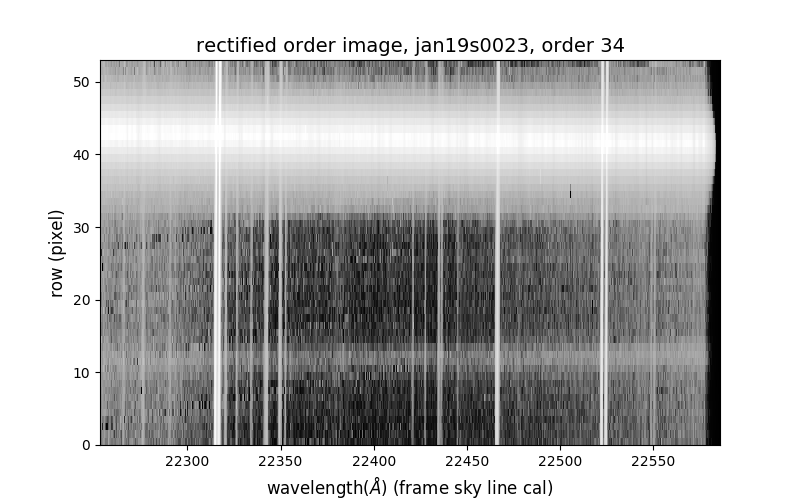 rectified order image, jan19s0023, order 34
50
40
30
20
10
0
row (pixel)
22300 22350 22400 22450 22500 22550
wavelength(Å) (frame sky line cal)